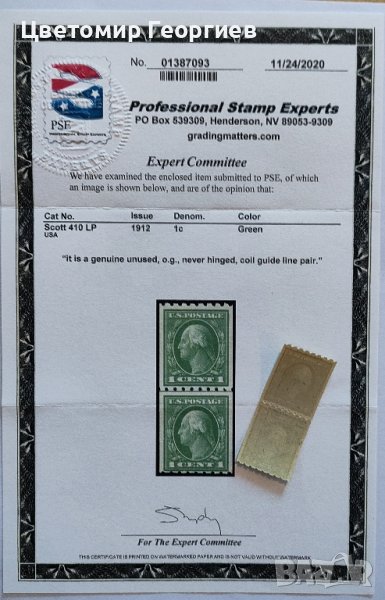 Цветомир Георгиев
No. 01387093 11/24/2020
PSE
Professional Stamp Experts
PO Box 539309, Henderson, NV 89053-9309
gradingmatters.com
Expert Committee
We have examined the enclosed item submitted to PSE, of which
an image is shown below, and are of the opinion that:
Cat No. Issue Denom. Color
Scott 410 LP 1912 1c Green
USA
"it is a genuine unused, o.g., never hinged, coil guide line pair."
U.S. POSTAGE
1 CENT 1
U.S. POSTAGE
1 CENT 1
For The Expert Committee
THIS CERTIFICATE IS PRINTED ON WATERMARKED PAPER AND IS NOT VALID WITHOUT WATERMARK.